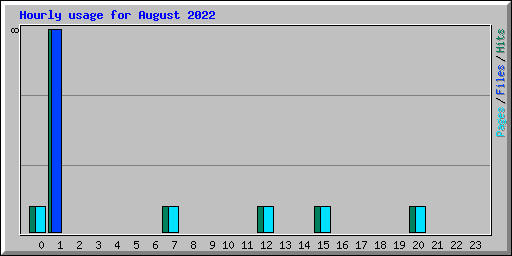 Hourly usage for August 2022
8
Pages/Files/Hits
0 1 2 3 4 5 6 7 8 9 10 11 12 13 14 15 16 17 18 19 20 21 22 23